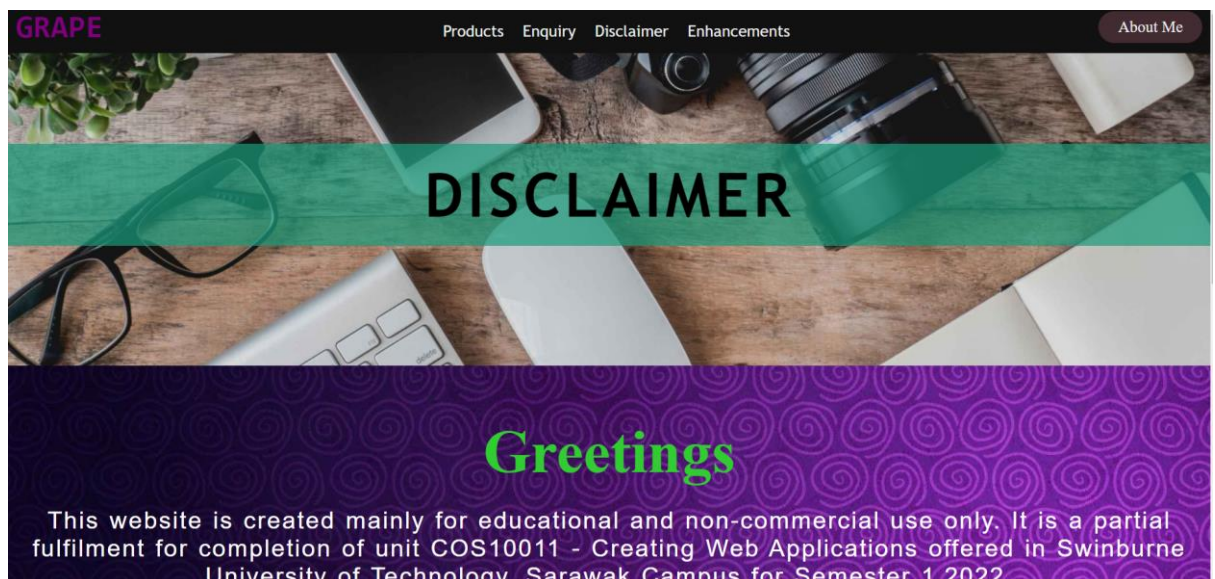 GRAPE
Products Enquiry Disclaimer Enhancements
About Me
DISCLAIMER
delete
Greetings
This website is created mainly for educational and non-commercial use only. It is a partial
fulfilment for completion of unit COS10011 - Creating Web Applications offered in Swinburne
University of Technology, Sarawak Campus for Semester 1 2022